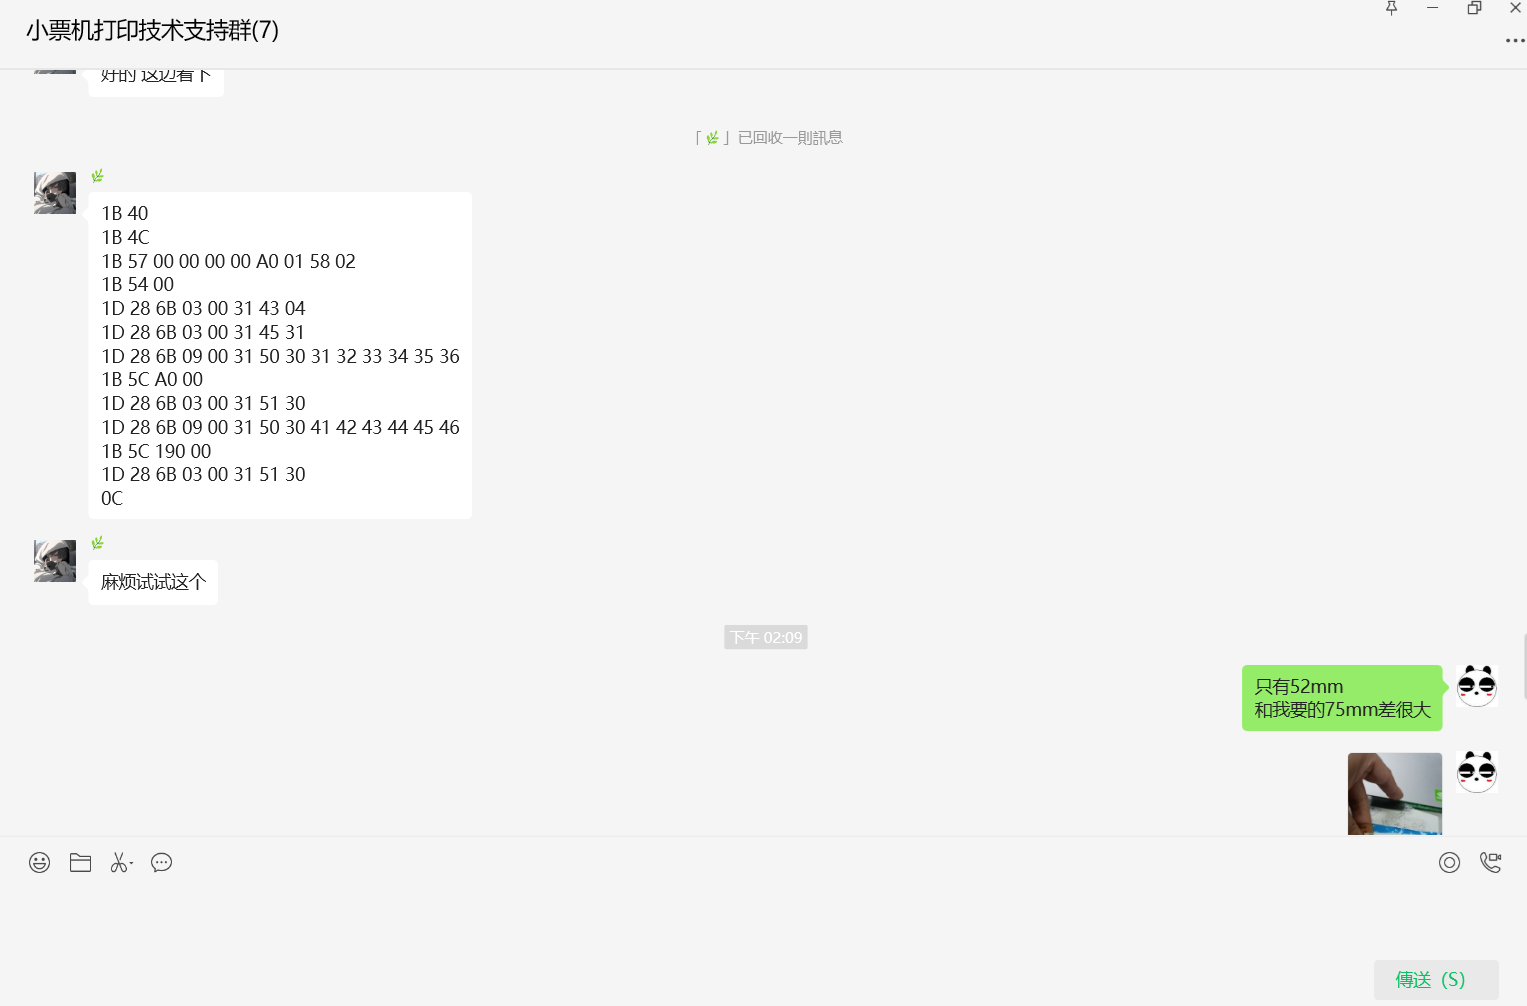 小票机打印技术支持群(7)
好的 这边看下
「🌿」已回收一則訊息
🌿
1B 40
1B 4C
1B 57 00 00 00 00 A0 01 58 02
1B 54 00
1D 28 6B 03 00 31 43 04
1D 28 6B 03 00 31 45 31
1D 28 6B 09 00 31 50 30 31 32 33 34 35 36
1B 5C A0 00
1D 28 6B 03 00 31 51 30
1D 28 6B 09 00 31 50 30 41 42 43 44 45 46
1B 5C 190 00
1D 28 6B 03 00 31 51 30
0C
🌿
麻烦试试这个
下午 02:09
只有52mm
和我要的75mm差很大
傳送（S）